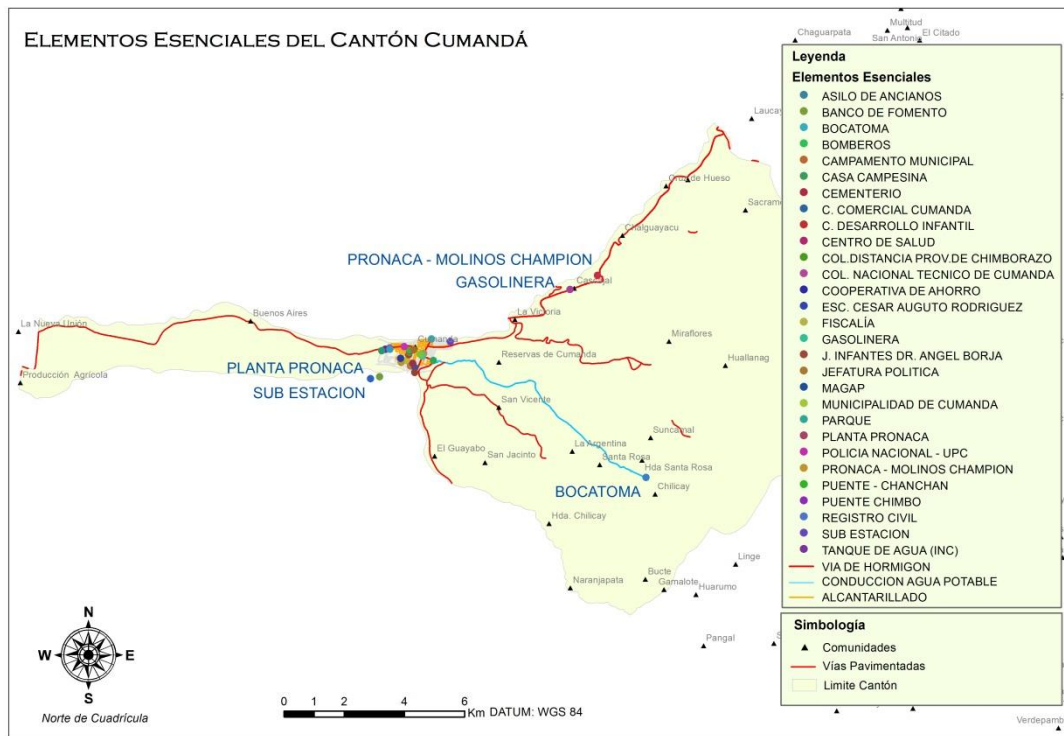 ELEMENTOS ESENCIALES DEL CANTÓN CUMANDÁ
Multitud
Chaguarpata
San Antonio
El Citado
Laucay
Cruz de Hueso
Sacrame
Chalguayacu
PRONACA - MOLINOS CHAMPION
GASOLINERA
La Victoria
Buenos Aires
La Nueva Unión
Cumandá
Miraflores
Reservas de Cumanda
Huallanag
PLANTA PRONACA
Producción Agrícola
SUB ESTACION
San Vicente
Suncamal
El Guayabo
La Argentina
San Jacinto
Santa Rosa
Hda Santa Rosa
BOCATOMA
Chilicay
Hda. Chilicay
Linge
Bucte
Naranjapata
Gamalote
Huarumo
Pangal
Verdepamb
Leyenda
Elementos Esenciales
ASILO DE ANCIANOS
BANCO DE FOMENTO
BOCATOMA
BOMBEROS
CAMPAMENTO MUNICIPAL
CASA CAMPESINA
CEMENTERIO
C. COMERCIAL CUMANDA
C. DESARROLLO INFANTIL
CENTRO DE SALUD
COL.DISTANCIA PROV.DE CHIMBORAZO
COL. NACIONAL TECNICO DE CUMANDA
COOPERATIVA DE AHORRO
ESC. CESAR AUGUTO RODRIGUEZ
FISCALÍA
GASOLINERA
J. INFANTES DR. ANGEL BORJA
JEFATURA POLITICA
MAGAP
MUNICIPALIDAD DE CUMANDA
PARQUE
PLANTA PRONACA
POLICIA NACIONAL - UPC
PRONACA - MOLINOS CHAMPION
PUENTE - CHANCHAN
PUENTE CHIMBO
REGISTRO CIVIL
SUB ESTACION
TANQUE DE AGUA (INC)
VIA DE HORMIGON
CONDUCCION AGUA POTABLE
ALCANTARILLADO
Simbología
Comunidades
Vías Pavimentadas
Limite Cantón
N
W E
S
Norte de Cuadrícula
0 2 4 6
Km DATUM: WGS 84